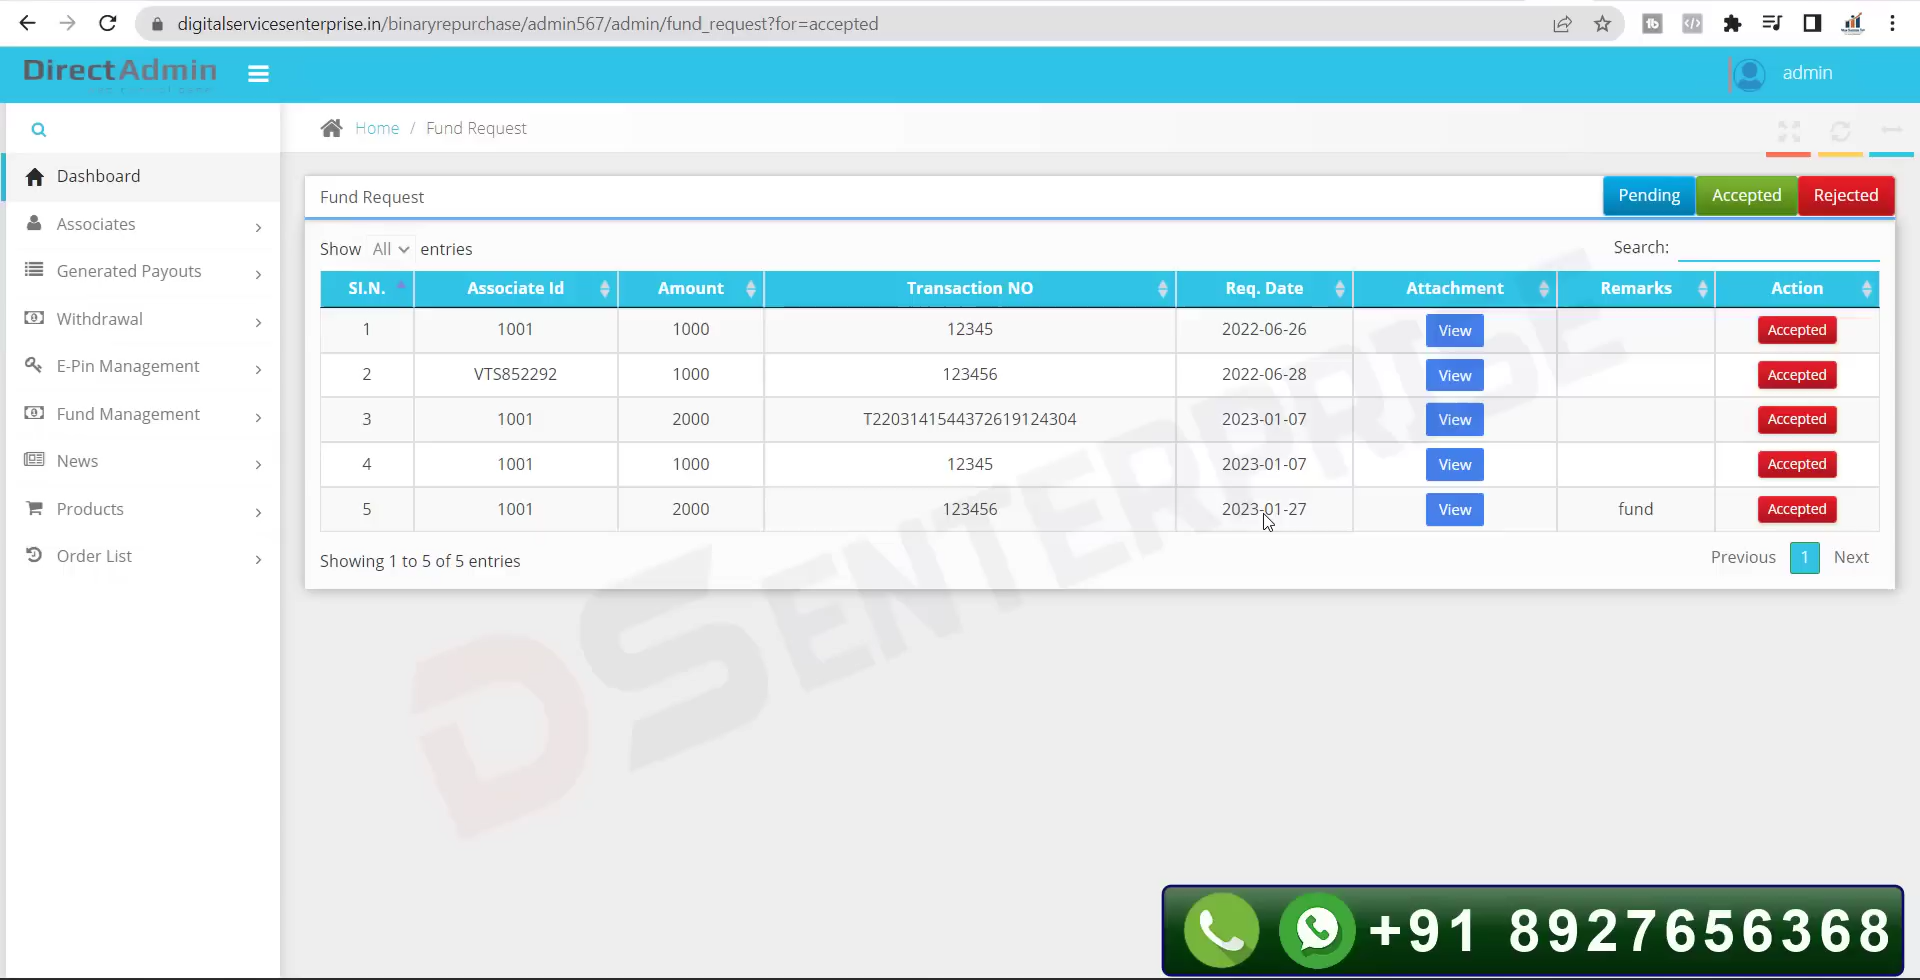 digitalservicesenterprise.in/binaryrepurchase/admin567/admin/fund_request?for=accepted
DirectAdmin
admin
Home / Fund Request
Dashboard
Associates
Generated Payouts
Withdrawal
E-Pin Management
Fund Management
News
Products
Order List
Fund Request
Pending Accepted Rejected
Show All entries
Search:
Sl.N. Associate Id Amount Transaction NO Req. Date Attachment Remarks Action
1 1001 1000 12345 2022-06-26 View Accepted
2 VTS852292 1000 123456 2022-06-28 View Accepted
3 1001 2000 T2203141544372619124304 2023-01-07 View Accepted
4 1001 1000 12345 2023-01-07 View Accepted
5 1001 2000 123456 2023-01-27 View fund Accepted
Showing 1 to 5 of 5 entries
Previous 1 Next
DSENTERPRISE
+91 8927656368